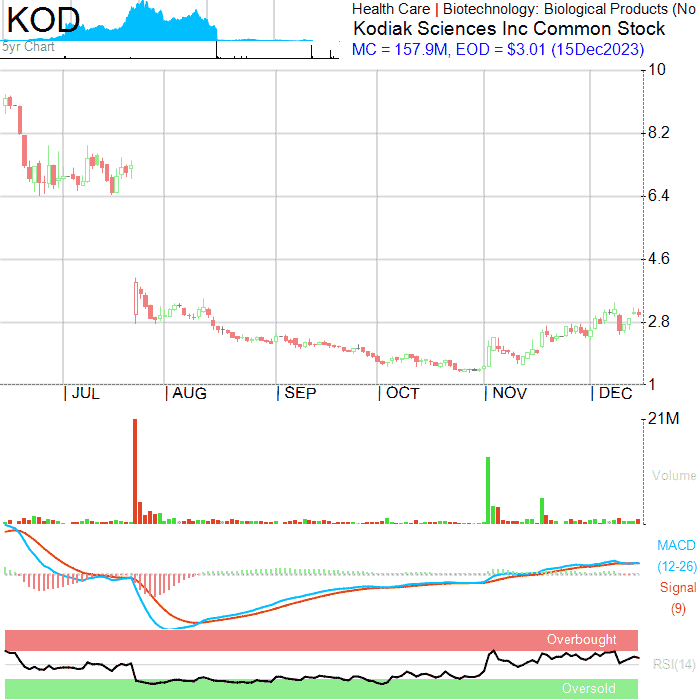 KOD
5yr Chart
Health Care | Biotechnology: Biological Products (No
Kodiak Sciences Inc Common Stock
MC = 157.9M, EOD = $3.01 (15Dec2023)
10
8.2
6.4
4.6
2.8
1
JUL AUG SEP OCT NOV DEC
21M
Volume
MACD
(12-26)
Signal
(9)
Overbought
RSI(14)
Oversold